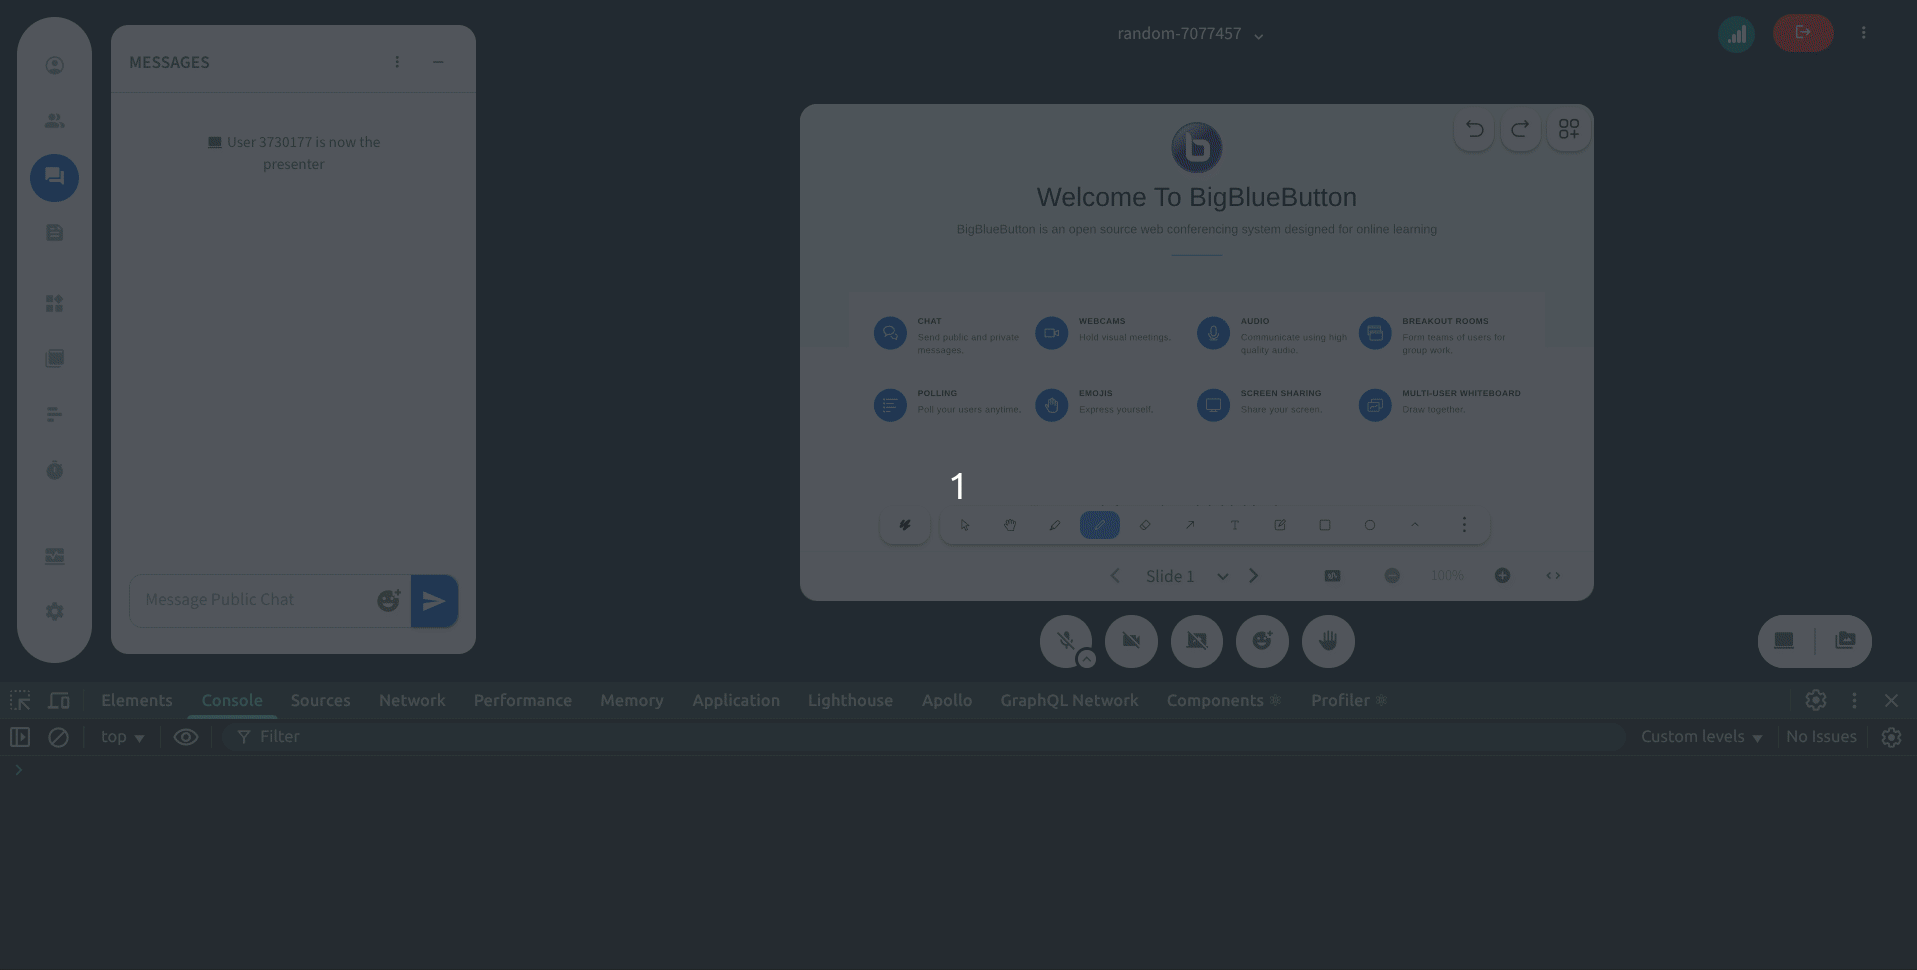 MESSAGES
User 3730177 is now the
presenter
Message Public Chat
random-7077457
Welcome To BigBlueButton
BigBlueButton is an open source web conferencing system designed for online learning
CHAT
Send public and private
messages.
WEBCAMS
Hold visual meetings.
AUDIO
Communicate using high
quality audio.
BREAKOUT ROOMS
Form teams of users for
group work.
POLLING
Poll your users anytime.
EMOJIS
Express yourself.
SCREEN SHARING
Share your screen.
MULTI-USER WHITEBOARD
Draw together.
1
Slide 1
100%
Elements Console Sources Network Performance Memory Application Lighthouse Apollo GraphQL Network Components Profiler
top Filter Custom levels No Issues